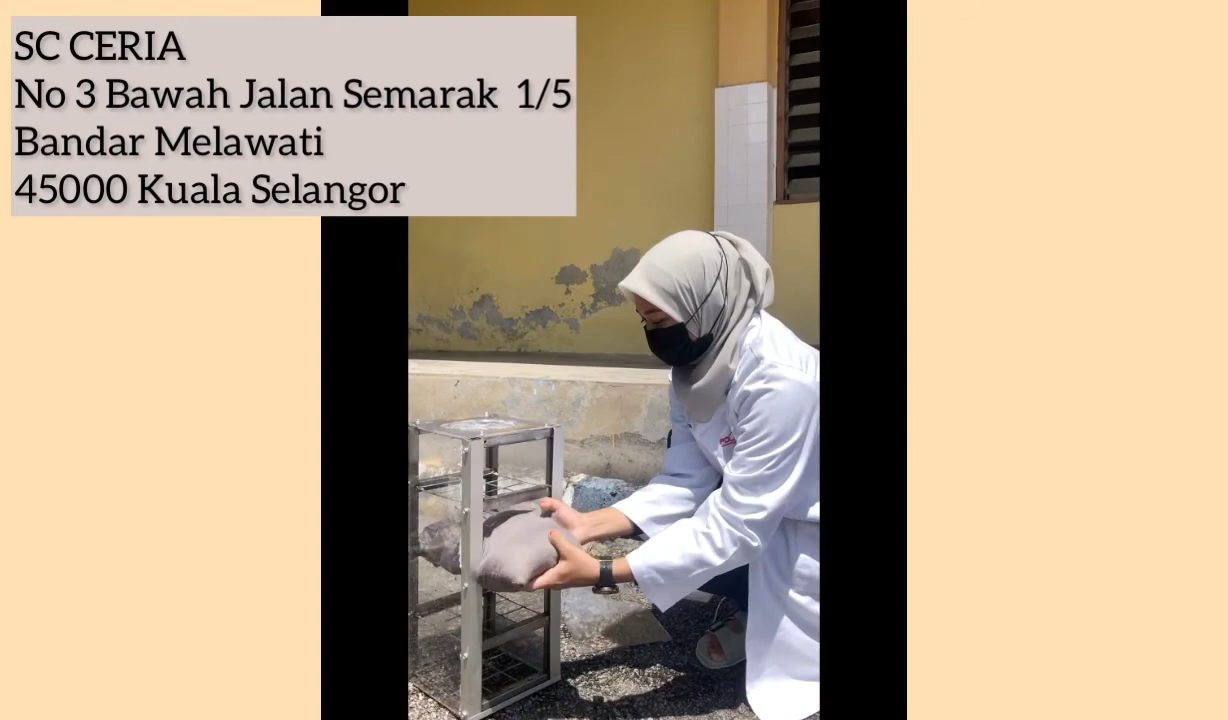 SC CERIA
No 3 Bawah Jalan Semarak 1/5
Bandar Melawati
45000 Kuala Selangor